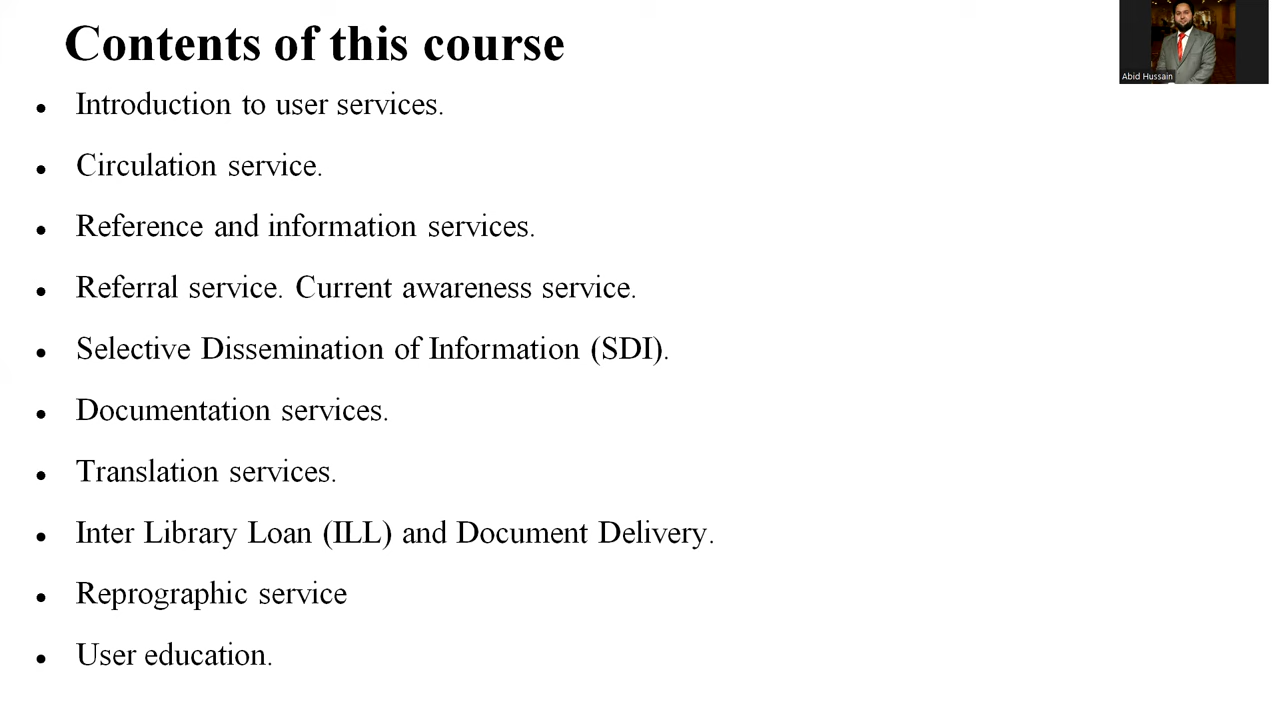 Contents of this course
Abid Hussain
• Introduction to user services.
• Circulation service.
• Reference and information services.
• Referral service. Current awareness service.
• Selective Dissemination of Information (SDI).
• Documentation services.
• Translation services.
• Inter Library Loan (ILL) and Document Delivery.
• Reprographic service
• User education.